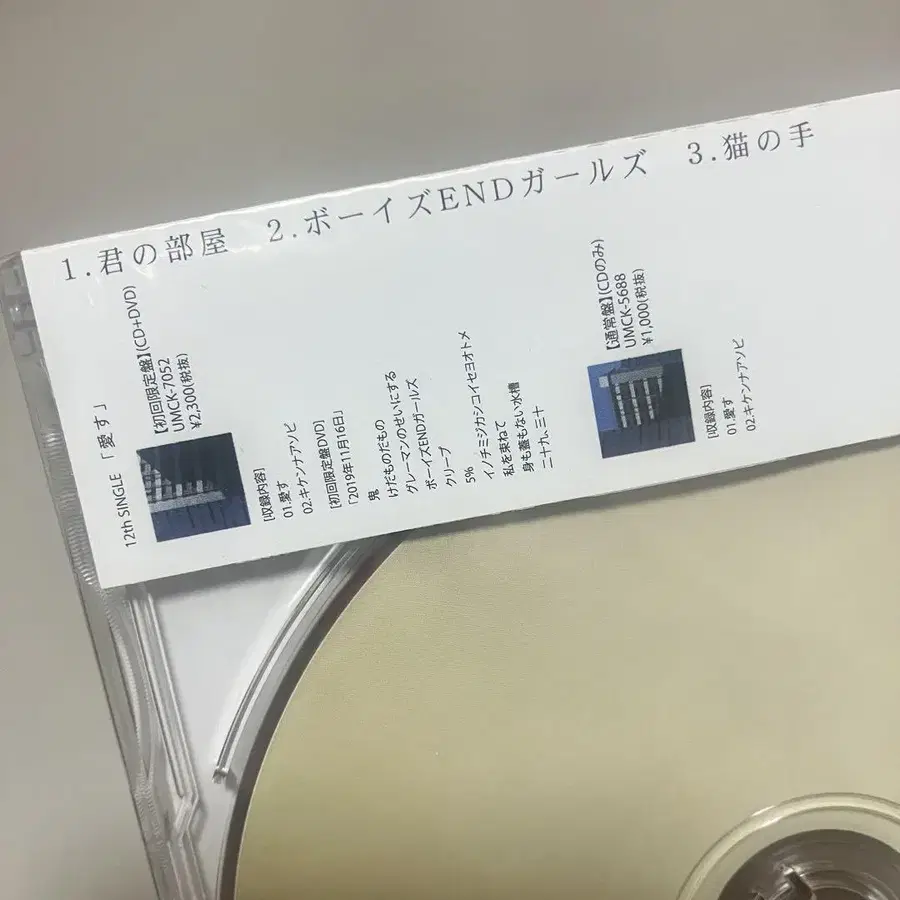 1.君の部屋 2.ボーイズENDガールズ 3.猫の手
12th SINGLE 「愛す」
【初回限定盤】(CD+DVD)
UMCK-7052
¥2,300(税抜)
[収録内容]
01.愛す
02.キケンナアソビ
[初回限定盤DVD]
「2019年11月16日」
鬼
けだものだもの
グレーマンのせいにする
ボーイズENDガールズ
クリープ
5%
イノチミジカシコイセヨオトメ
私を束ねて
身も蓋もない水槽
二十九、三十
【通常盤】(CDのみ)
UMCK-5688
¥1,000(税抜)
[収録内容]
01.愛す
02.キケンナアソビ